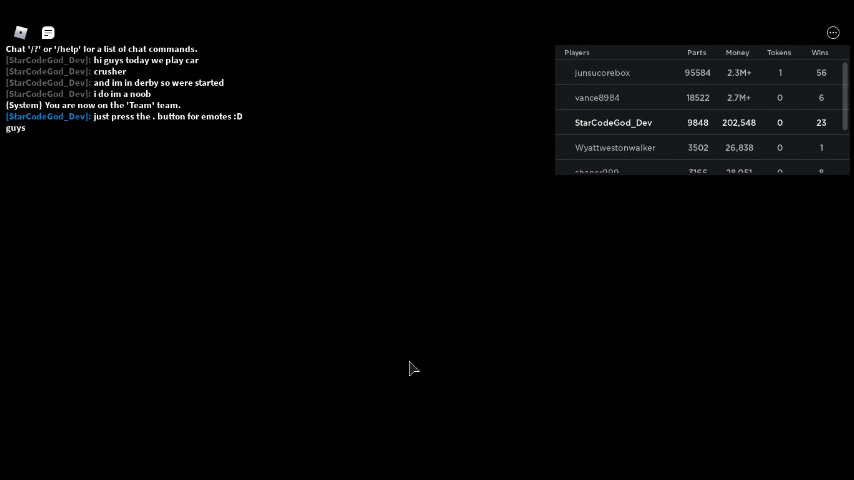 Chat '/?' or '/help' for a list of chat commands.
[StarCodeGod_Dev]: hi guys today we play car
[StarCodeGod_Dev]: crusher
[StarCodeGod_Dev]: and im in derby so were started
[StarCodeGod_Dev]: i do im a noob
{System} You are now on the 'Team' team.
[StarCodeGod_Dev]: just press the . button for emotes :D
guys
Players Parts Money Tokens Wins
junsucorebox 95584 2.3M+ 1 56
vance8984 18522 2.7M+ 0 6
StarCodeGod_Dev 9848 202,548 0 23
Wyattwestonwalker 3502 26,838 0 1